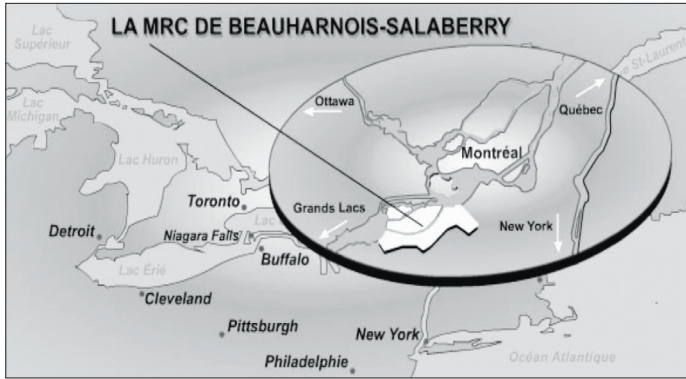 LA MRC DE BEAUHARNOIS-SALABERRY
Lac
Supérieur
Lac
Michigan
Lac Huron
Ottawa
Québec
St-Laurent
Montréal
Toronto
Grands Lacs
New York
Detroit
Niagara Falls
Lac
Buffalo
Lac Érié
Cleveland
Pittsburgh
New York
Philadelphie
Océan Atlantique